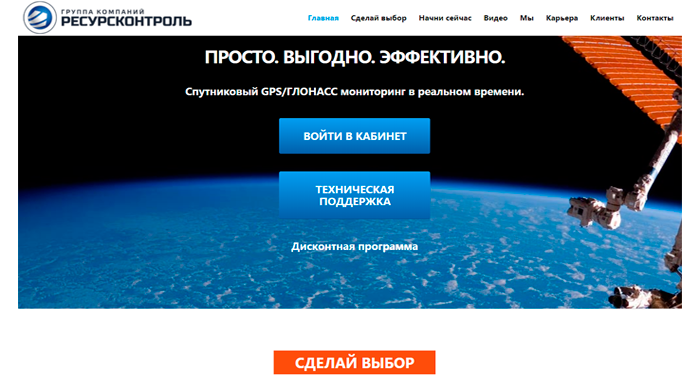 ГРУППА КОМПАНИЙ
РЕСУРСКОНТРОЛЬ
Главная Сделай выбор Начни сейчас Видео Мы Карьера Клиенты Контакты
ПРОСТО. ВЫГОДНО. ЭФФЕКТИВНО.
Спутниковый GPS/ГЛОНАСС мониторинг в реальном времени.
ВОЙТИ В КАБИНЕТ
ТЕХНИЧЕСКАЯ
ПОДДЕРЖКА
Дисконтная программа
СДЕЛАЙ ВЫБОР